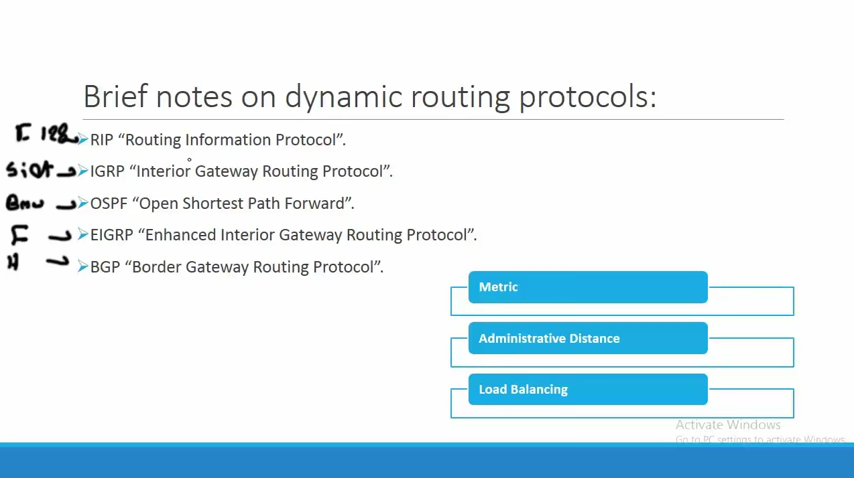 Brief notes on dynamic routing protocols:
RIP “Routing Information Protocol”.
IGRP “Interior Gateway Routing Protocol”.
OSPF “Open Shortest Path Forward”.
EIGRP “Enhanced Interior Gateway Routing Protocol”.
BGP “Border Gateway Routing Protocol”.
Metric
Administrative Distance
Load Balancing
Activate Windows
Go to PC settings to activate Windows.